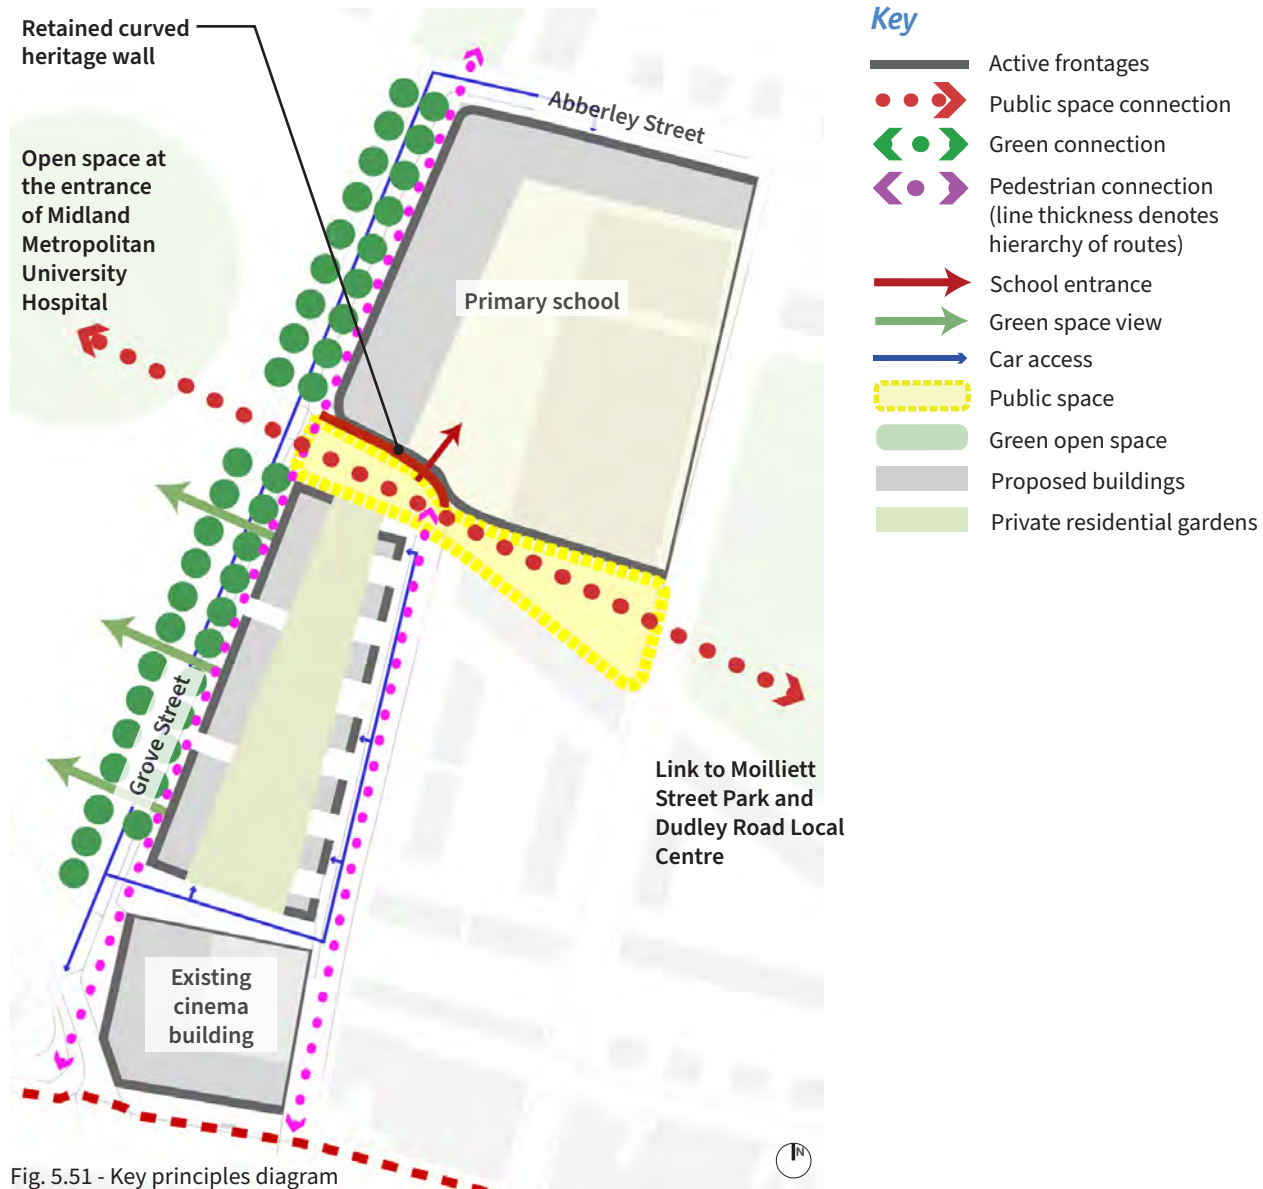 Retained curved
heritage wall
Open space at
the entrance
of Midland
Metropolitan
University
Hospital
Abberley Street
Primary school
Grove Street
Link to Moilliett
Street Park and
Dudley Road Local
Centre
Existing
cinema
building
N
Fig. 5.51 - Key principles diagram
Key
Active frontages
Public space connection
Green connection
Pedestrian connection
(line thickness denotes
hierarchy of routes)
School entrance
Green space view
Car access
Public space
Green open space
Proposed buildings
Private residential gardens